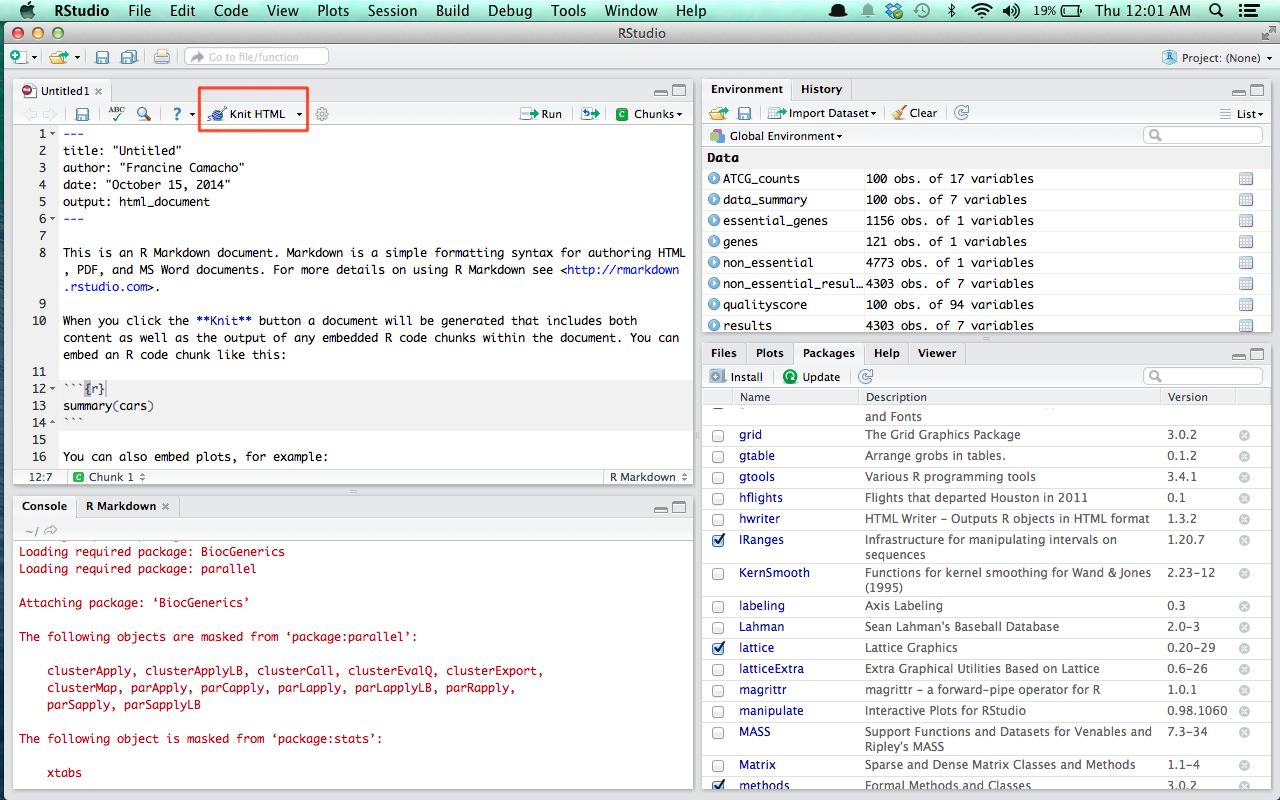 RStudio File Edit Code View Plots Session Build Debug Tools Window Help 19% Thu 12:01 AM
RStudio
Go to file/function Project: (None)
Untitled1
ABC ? Knit HTML Run Chunks
1 ---
2 title: "Untitled"
3 author: "Francine Camacho"
4 date: "October 15, 2014"
5 output: html_document
6 ---
7
8 This is an R Markdown document. Markdown is a simple formatting syntax for authoring HTML
, PDF, and MS Word documents. For more details on using R Markdown see <http://rmarkdown
.rstudio.com>.
9
10 When you click the **Knit** button a document will be generated that includes both
content as well as the output of any embedded R code chunks within the document. You can
embed an R code chunk like this:
11
12 ```{r}
13 summary(cars)
14 ```
15
16 You can also embed plots, for example:
12:7 C Chunk 1 R Markdown
Console R Markdown
~/
Loading required package: BiocGenerics
Loading required package: parallel
Attaching package: ‘BiocGenerics’
The following objects are masked from ‘package:parallel’:
clusterApply, clusterApplyLB, clusterCall, clusterEvalQ, clusterExport,
clusterMap, parApply, parCapply, parLapply, parLapplyLB, parRapply,
parSapply, parSapplyLB
The following object is masked from ‘package:stats’:
xtabs
Environment History
Import Dataset Clear List
Global Environment
Data
ATCG_counts 100 obs. of 17 variables
data_summary 100 obs. of 7 variables
essential_genes 1156 obs. of 1 variables
genes 121 obs. of 1 variables
non_essential 4773 obs. of 1 variables
non_essential_resul… 4303 obs. of 7 variables
qualityscore 100 obs. of 94 variables
results 4303 obs. of 7 variables
Files Plots Packages Help Viewer
Install Update
Name Description Version
and Fonts
grid The Grid Graphics Package 3.0.2
gtable Arrange grobs in tables. 0.1.2
gtools Various R programming tools 3.4.1
hflights Flights that departed Houston in 2011 0.1
hwriter HTML Writer - Outputs R objects in HTML format 1.3.2
IRanges Infrastructure for manipulating intervals on 1.20.7
sequences
KernSmooth Functions for kernel smoothing for Wand & Jones 2.23-12
(1995)
labeling Axis Labeling 0.3
Lahman Sean Lahman's Baseball Database 2.0-3
lattice Lattice Graphics 0.20-29
latticeExtra Extra Graphical Utilities Based on Lattice 0.6-26
magrittr magrittr - a forward-pipe operator for R 1.0.1
manipulate Interactive Plots for RStudio 0.98.1060
MASS Support Functions and Datasets for Venables and 7.3-34
Ripley's MASS
Matrix Sparse and Dense Matrix Classes and Methods 1.1-4
methods Formal Methods and Classes 3.0.2